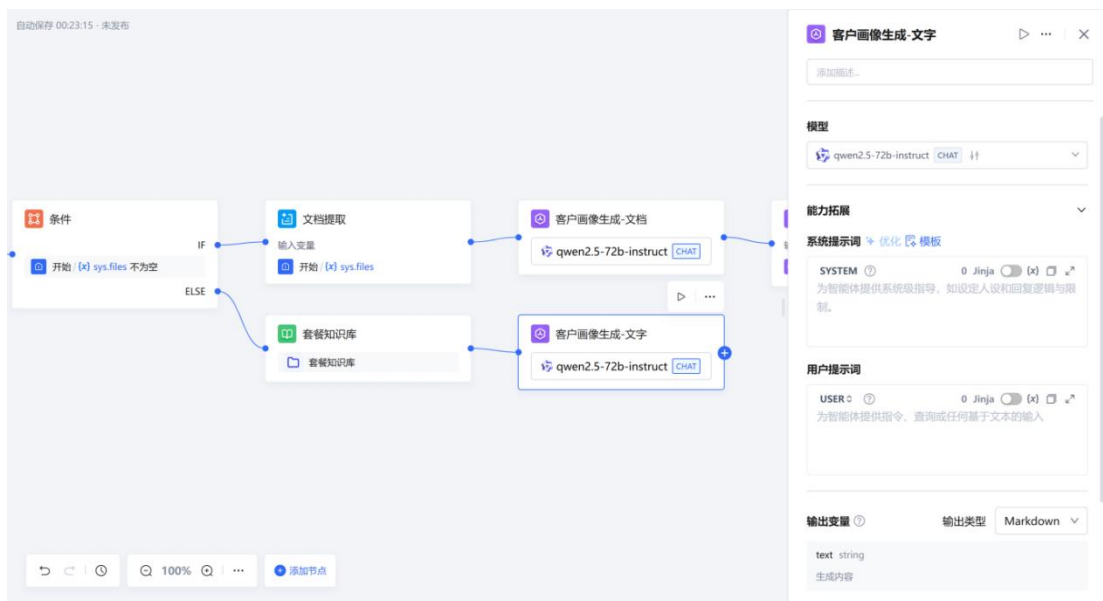 自动保存 00:23:15 · 未发布
条件
IF
开始 / {x} sys.files 不为空
ELSE
文档提取
输入变量
开始 / {x} sys.files
套餐知识库
套餐知识库
客户画像生成-文档
qwen2.5-72b-instruct CHAT
客户画像生成-文字
qwen2.5-72b-instruct CHAT
100%
添加节点
客户画像生成-文字
添加描述...
模型
qwen2.5-72b-instruct CHAT
能力拓展
系统提示词 优化 模板
SYSTEM 0 Jinja {x}
为智能体提供系统级指导，如设定人设和回复逻辑与限
制。
用户提示词
USER 0 Jinja {x}
为智能体提供指令、查询或任何基于文本的输入
输出变量 输出类型 Markdown
text string
生成内容